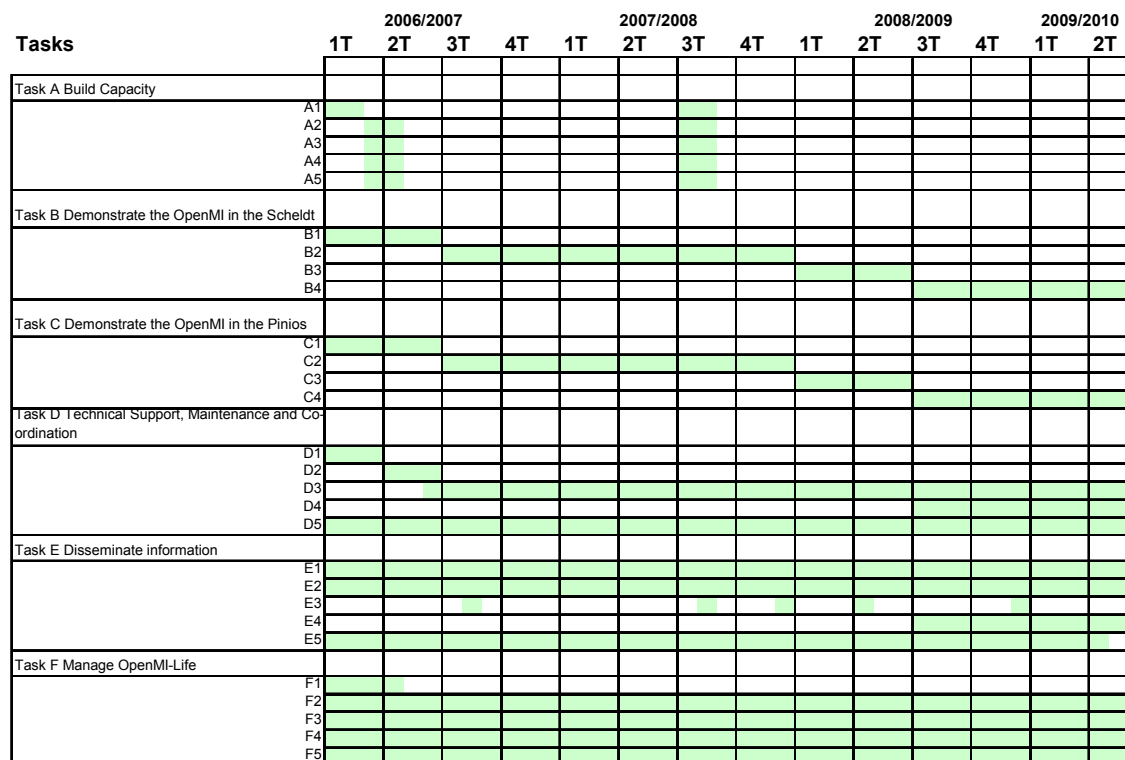 2006/2007 2007/2008 2008/2009 2009/2010
Tasks 1T 2T 3T 4T 1T 2T 3T 4T 1T 2T 3T 4T 1T 2T
Task A Build Capacity
A1
A2
A3
A4
A5
Task B Demonstrate the OpenMI in the Scheldt
B1
B2
B3
B4
Task C Demonstrate the OpenMI in the Pinios
C1
C2
C3
C4
Task D Technical Support, Maintenance and Co-
ordination
D1
D2
D3
D4
D5
Task E Disseminate information
E1
E2
E3
E4
E5
Task F Manage OpenMI-Life
F1
F2
F3
F4
F5